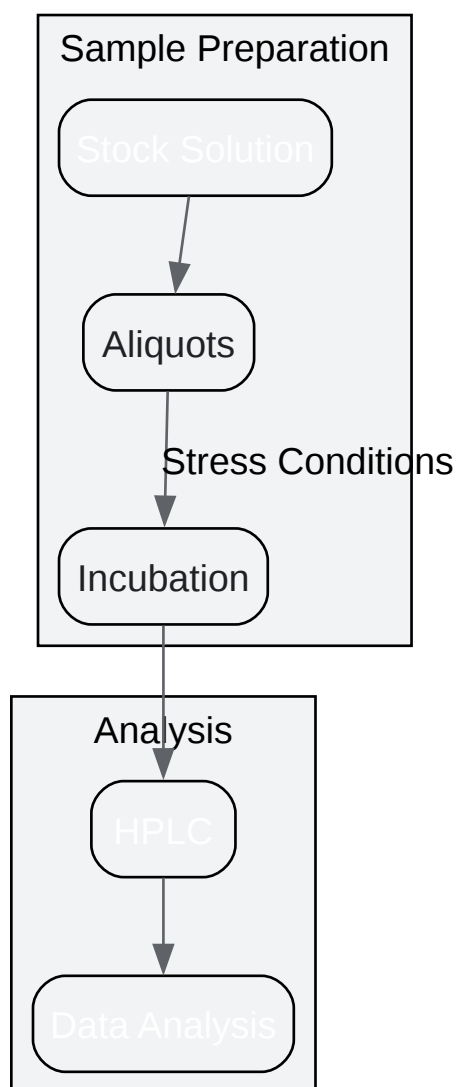 Sample Preparation
Stock Solution
Aliquots
Stress Conditions
Incubation
Analysis
HPLC
Data Analysis